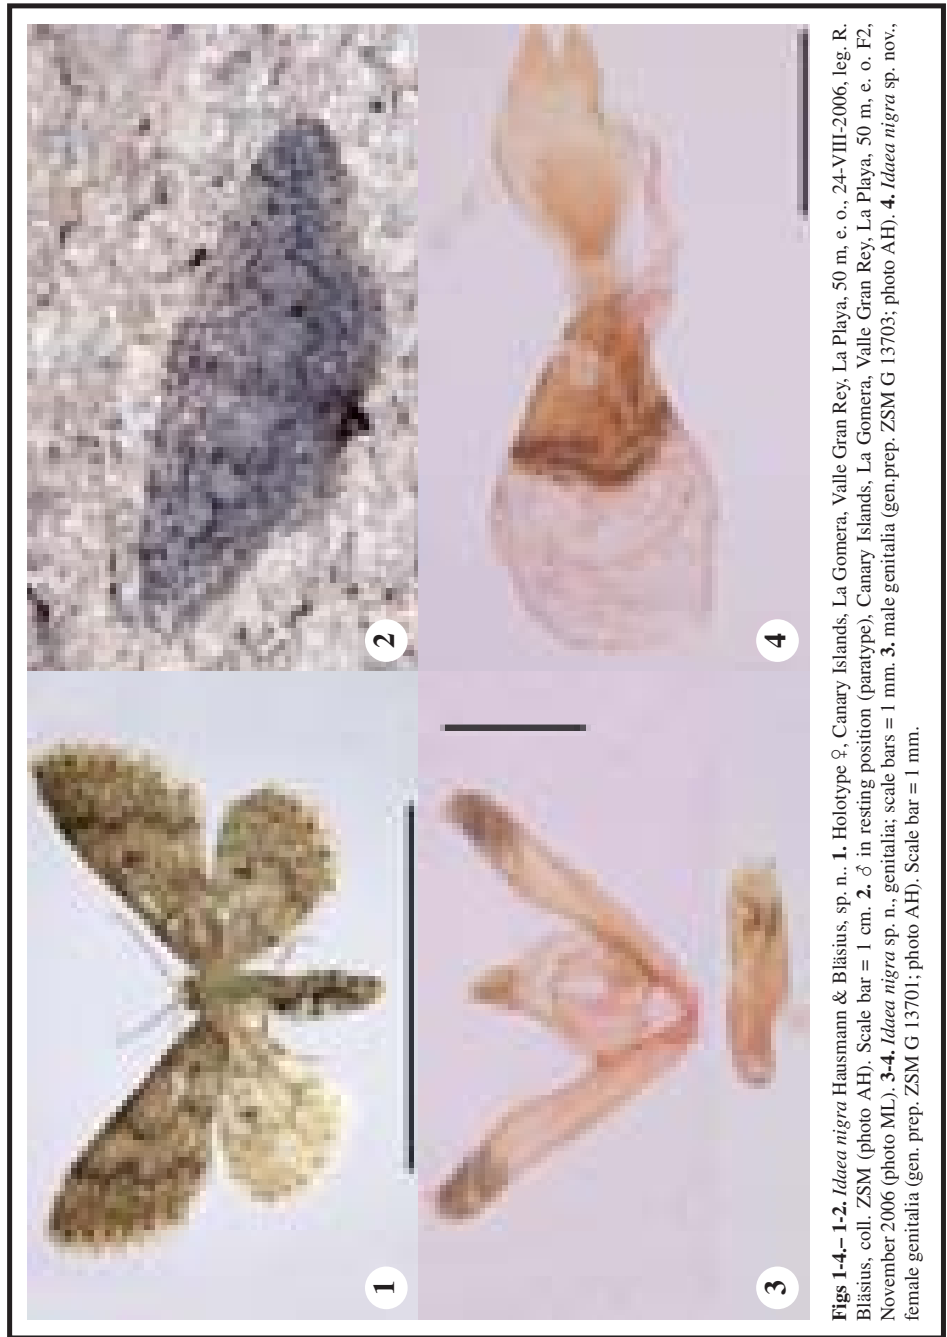 1
2
3
4
Figs 1-4.– 1-2. Idaea nigra Hausmann & Bläsius, sp. n.. 1. Holotype ♀, Canary Islands, La Gomera, Valle Gran Rey, La Playa, 50 m, e. o., 24-VIII-2006, leg. R.
Bläsius, coll. ZSM (photo AH). Scale bar = 1 cm. 2. ♂ in resting position (paratype), Canary Islands, La Gomera, Valle Gran Rey, La Playa, 50 m, e. o. F2,
November 2006 (photo ML). 3-4. Idaea nigra sp. n., genitalia; scale bars = 1 mm. 3. male genitalia (gen.prep. ZSM G 13703; photo AH). 4. Idaea nigra sp. nov.,
female genitalia (gen. prep. ZSM G 13701; photo AH). Scale bar = 1 mm.